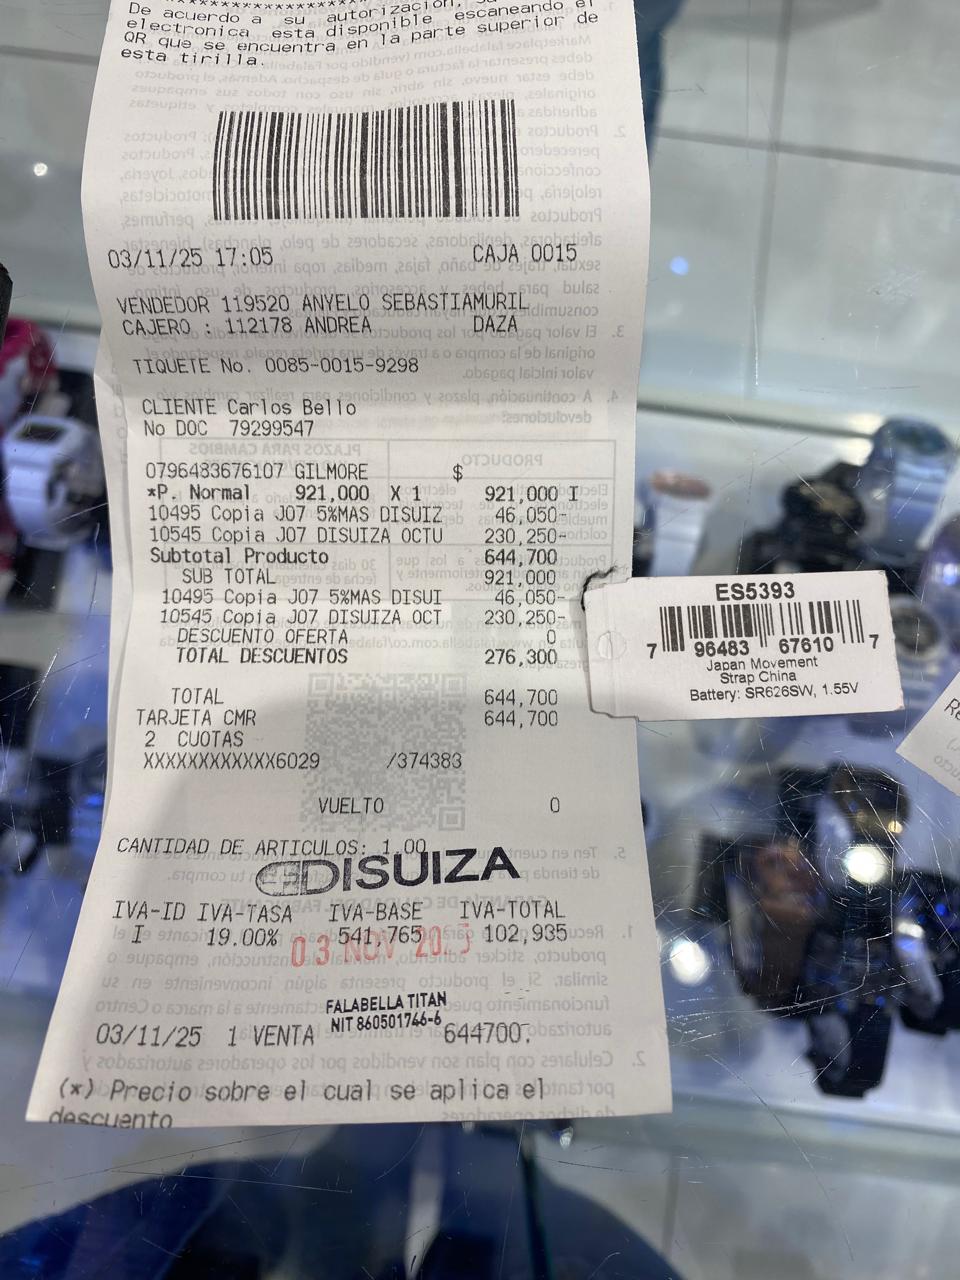 De acuerdo a su autorizacion, su
electronica esta disponible escaneando el
QR que se encuentra en la parte superior de
esta tirilla.
03/11/25 17:05 CAJA 0015
VENDEDOR 119520 ANYELO SEBASTIAMURIL
CAJERO : 112178 ANDREA DAZA
TIQUETE No. 0085-0015-9298
CLIENTE Carlos Bello
No DOC 79299547
0796483676107 GILMORE $
*P. Normal 921,000 X 1 921,000 I
10495 Copia J07 5%MAS DISUIZ 46,050-
10545 Copia J07 DISUIZA OCTU 230,250-
Subtotal Producto 644,700
SUB TOTAL 921,000
10495 Copia J07 5%MAS DISUI 46,050-
10545 Copia J07 DISUIZA OCT 230,250-
DESCUENTO OFERTA 0
TOTAL DESCUENTOS 276,300
TOTAL 644,700
TARJETA CMR 644,700
2 CUOTAS
XXXXXXXXXXXX6029 /374383
VUELTO 0
CANTIDAD DE ARTICULOS: 1.00
DISUIZA
IVA-ID IVA-TASA IVA-BASE IVA-TOTAL
I 19.00% 541,765 102,935
03 NOV
FALABELLA TITAN
NIT 860501746-6
03/11/25 1 VENTA 644700.
(*) Precio sobre el cual se aplica el
descuento
ES5393
7 96483 67610 7
Japan Movement
Strap China
Battery: SR626SW, 1.55V